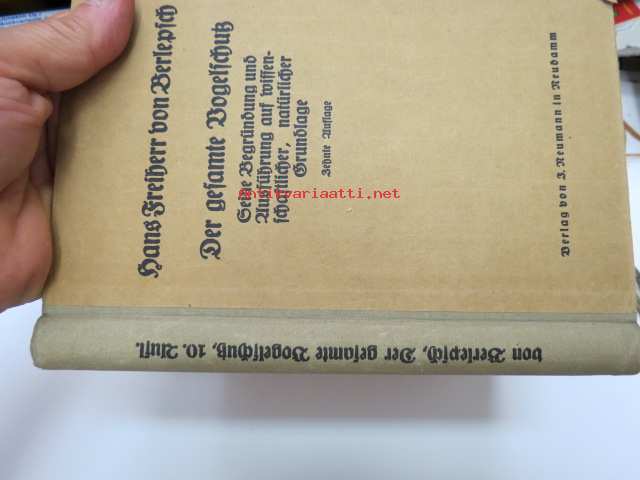 Hans Freiherr von Berlepsch
Der gesamte Vogelschutz
Seine Begründung und
Ausführung auf wissen-
schaftlicher, natürlicher
Grundlage
Zehnte Auflage
Verlag von J. Neumann in Neudamm
von Berlepsch, Der gesamte Vogelschutz, 10. Aufl.
antikvariaatti.net